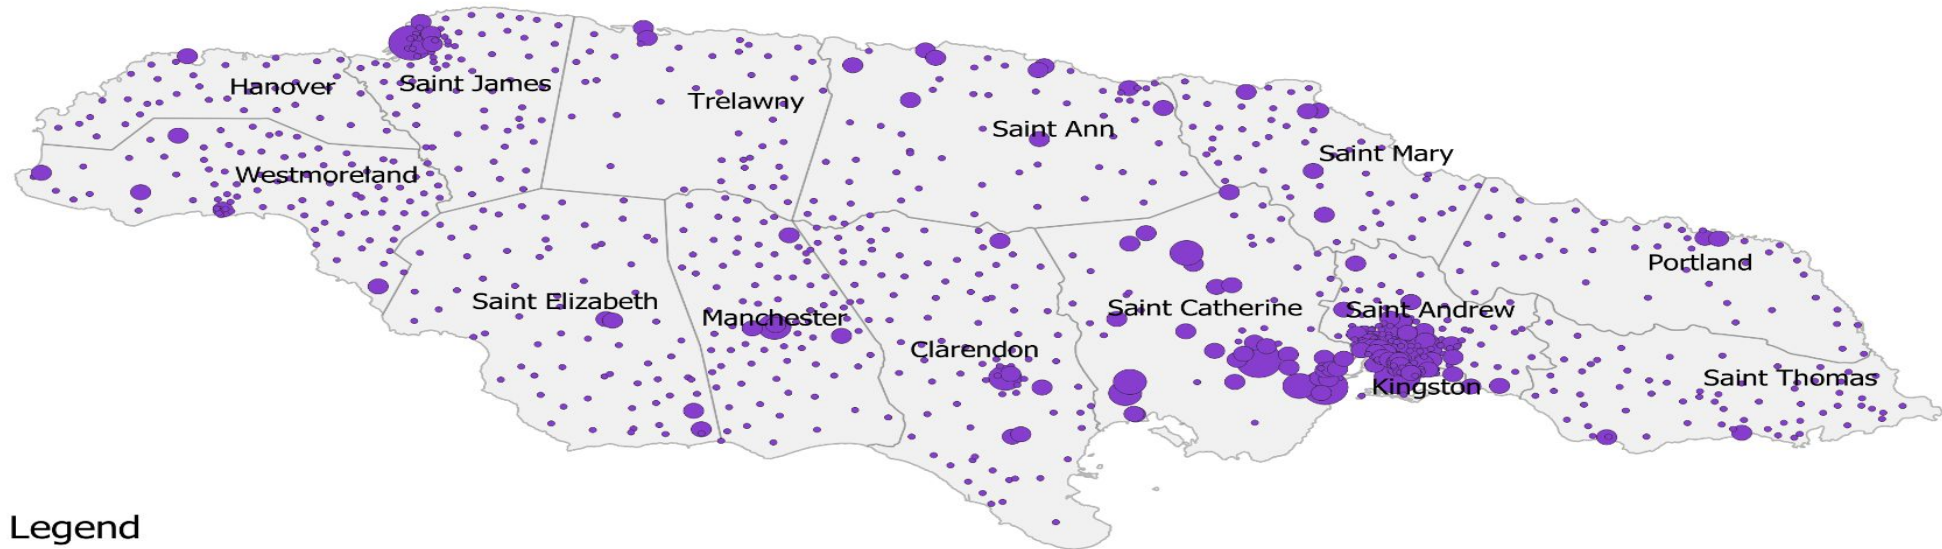 Hanover
Saint James
Trelawny
Saint Ann
Saint Mary
Westmoreland
Portland
Saint Elizabeth
Manchester
Saint Catherine
Saint Andrew
Clarendon
Kingston
Saint Thomas
Legend